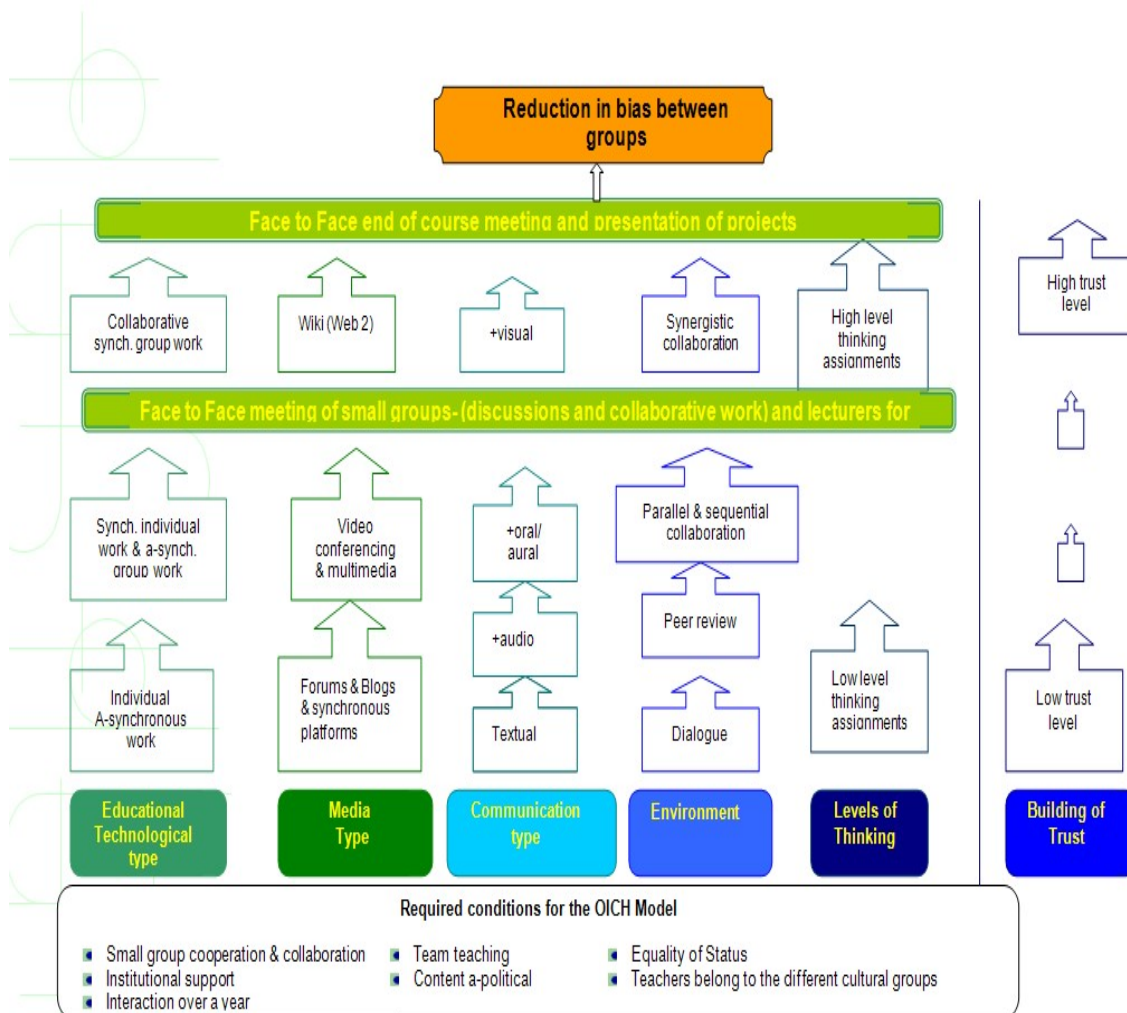 Reduction in bias between
groups
Face to Face end of course meeting and presentation of projects
Collaborative
synch. group work
Wiki (Web 2)
+visual
Synergistic
collaboration
High level
thinking
assignments
High trust
level
Face to Face meeting of small groups- (discussions and collaborative work) and lecturers for
Synch. individual
work & a-synch.
group work
Video
conferencing
& multimedia
+oral/
aural
Parallel & sequential
collaboration
+audio
Peer review
Individual
A-synchronous
work
Forums & Blogs
& synchronous
platforms
Textual
Dialogue
Low level
thinking
assignments
Low trust
level
Educational
Technological
type
Media
Type
Communication
type
Environment
Levels of
Thinking
Building of
Trust
Required conditions for the OICH Model
Small group cooperation & collaboration
Institutional support
Interaction over a year
Team teaching
Content a-political
Equality of Status
Teachers belong to the different cultural groups